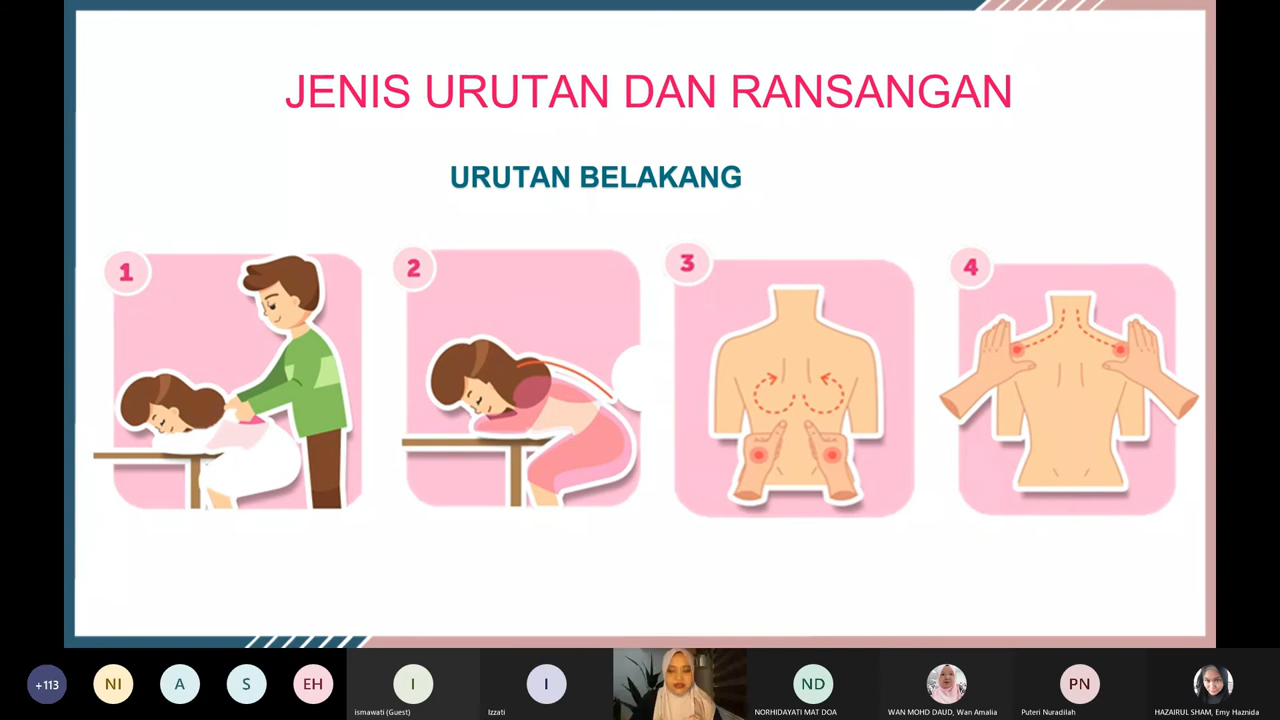 JENIS URUTAN DAN RANSANGAN
URUTAN BELAKANG
1
2
3
4
+113
NI
A
S
EH
I
ismawati (Guest)
I
Izzati
ND
NORHIDAYATI MAT DOA
WAN MOHD DAUD, Wan Amalia
PN
Puteri Nuradilah
HAZAIRUL SHAM, Emy Haznida